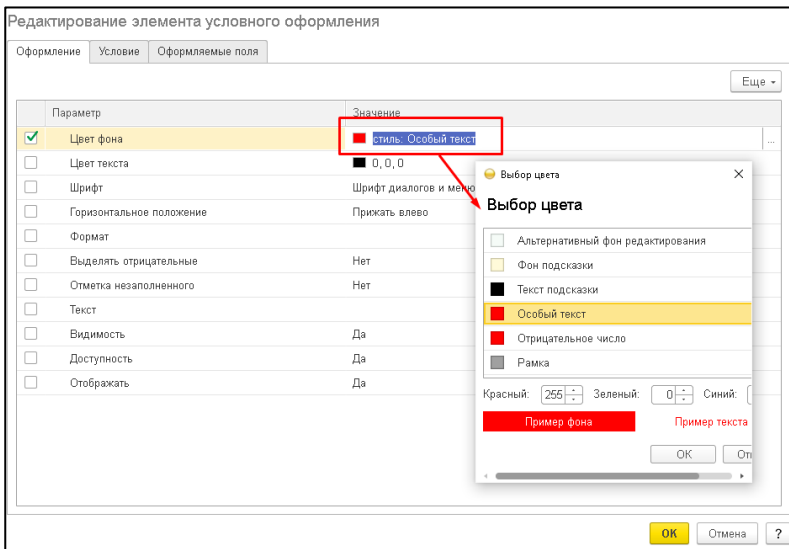 Редактирование элемента условного оформления
Оформление Условие Оформляемые поля
Еще
Параметр Значение
Цвет фона стиль: Особый текст ...
Цвет текста 0, 0, 0
Шрифт Шрифт диалогов и меню
Горизонтальное положение Прижать влево
Формат
Выделять отрицательные Нет
Отметка незаполненного Нет
Текст
Видимость Да
Доступность Да
Отображать Да
Выбор цвета
Выбор цвета
Альтернативный фон редактирования
Фон подсказки
Текст подсказки
Особый текст
Отрицательное число
Рамка
Красный: 255 Зеленый: 0 Синий:
Пример фона Пример текста
ОК
ОК Отмена ?